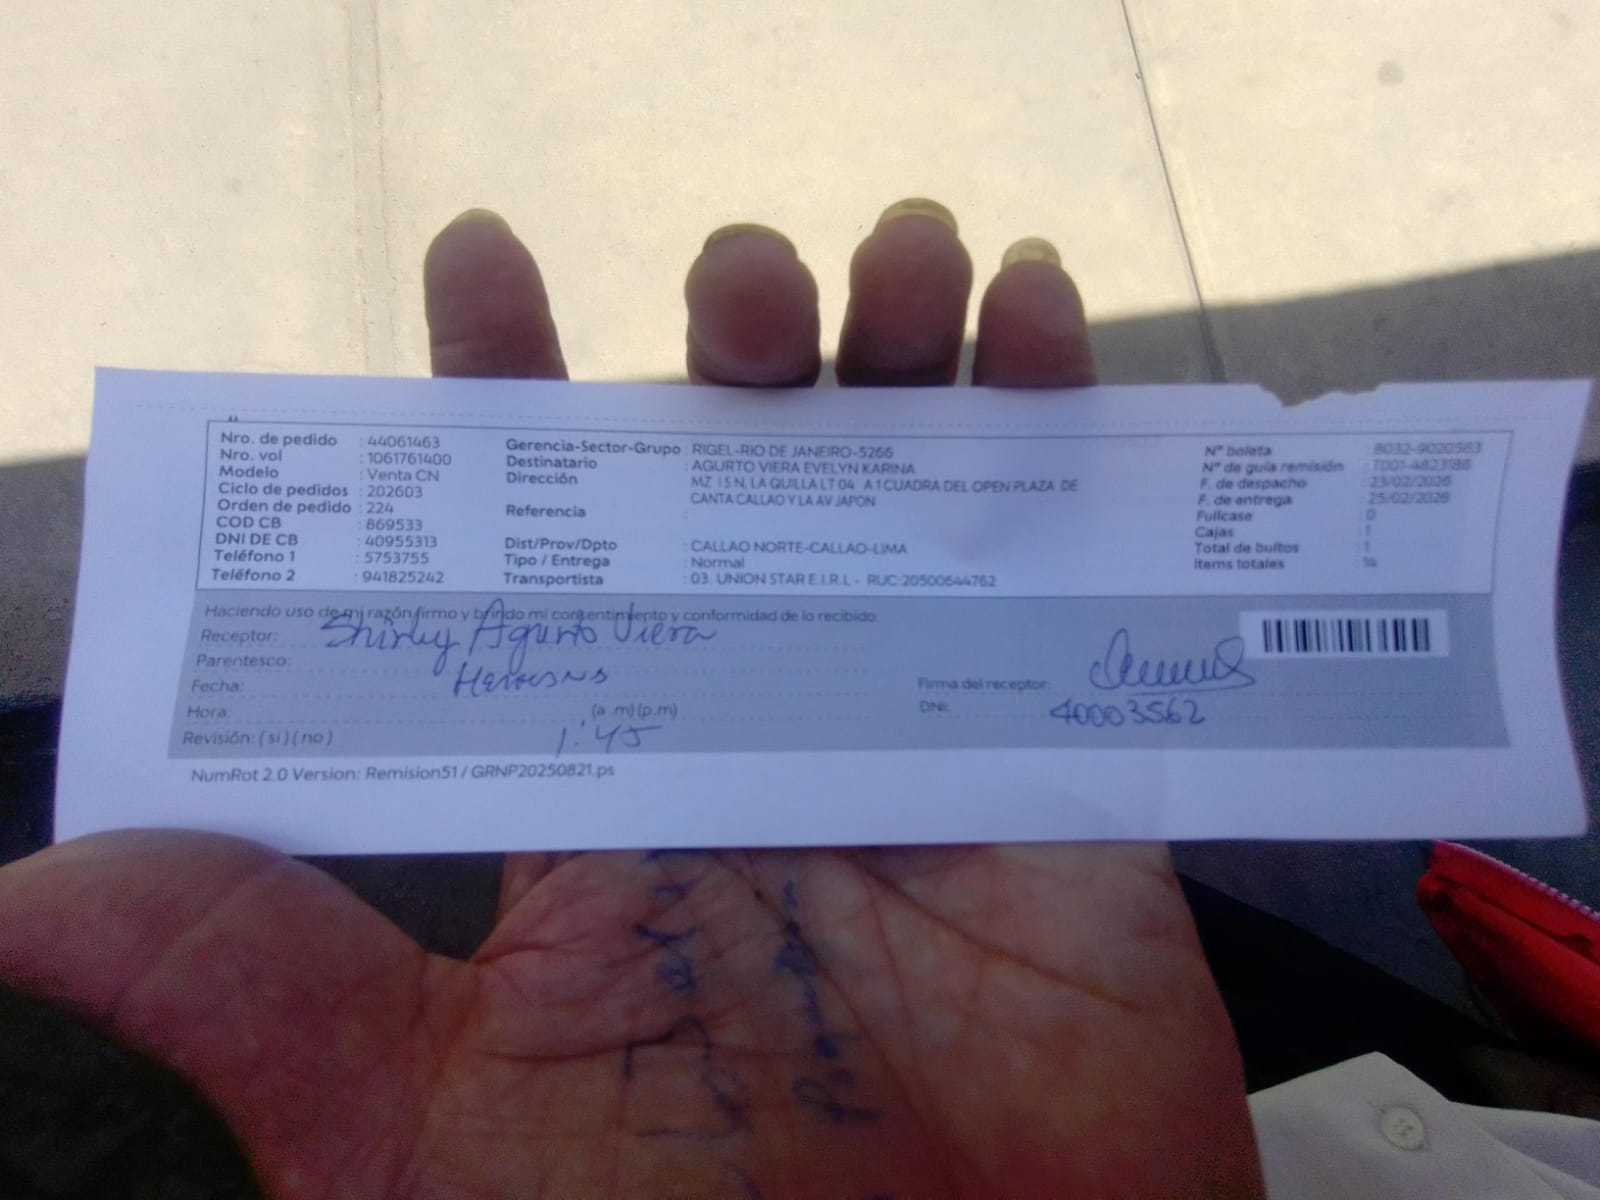 Nro. de pedido : 44061463
Nro. vol : 1061761400
Modelo : Venta CN
Ciclo de pedidos : 202603
Orden de pedido : 224
COD CB : 869533
DNI DE CB : 40955313
Teléfono 1 : 5753755
Teléfono 2 : 941825242
Gerencia-Sector-Grupo : RIGEL-RIO DE JANEIRO-5266
Destinatario : AGURTO VIERA EVELYN KARINA
Dirección MZ I 5 N, LA QUILLA LT 04 A 1 CUADRA DEL OPEN PLAZA DE
CANTA CALLAO Y LA AV JAPON
Referencia :
Dist/Prov/Dpto : CALLAO NORTE-CALLAO-LIMA
Tipo / Entrega : Normal
Transportista : 03. UNION STAR E.I.R.L - RUC:20500644762
N° boleta : B032-9020563
N° de guía remisión : T001-4823186
F. de despacho : 23/02/2026
F. de entrega : 25/02/2026
Fullcase : 0
Cajas : 1
Total de bultos : 1
Items totales : 14
Haciendo uso de mi razón firmo y brindo mi consentimiento y conformidad de lo recibido.
Receptor: Shirley Agurto Viera
Parentesco: Hermana
Fecha:
Hora: (a .m) (p.m)
Revisión: ( si ) ( no ) 1:45
Firma del receptor:
DNI: 40003562
NumRot 2.0 Version: Remision51 / GRNP20250821.ps